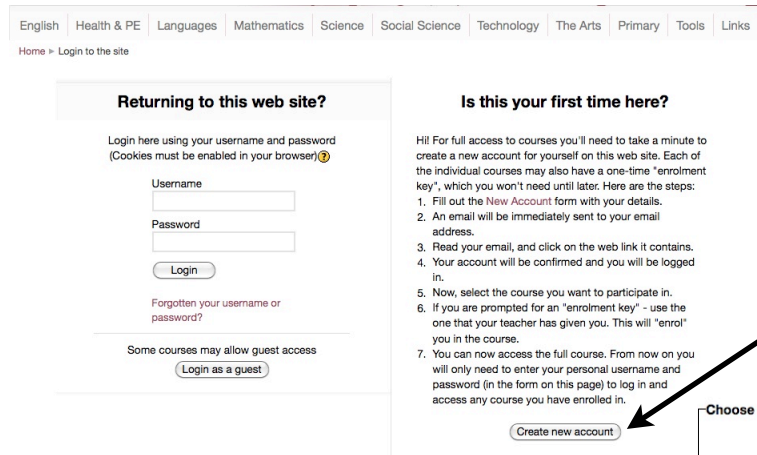 English Health & PE Languages Mathematics Science Social Science Technology The Arts Primary Tools Links
Home ► Login to the site
Returning to this web site?
Login here using your username and password
(Cookies must be enabled in your browser)?
Username
Password
Login
Forgotten your username or
password?
Some courses may allow guest access
Login as a guest
Is this your first time here?
Hi! For full access to courses you'll need to take a minute to
create a new account for yourself on this web site. Each of
the individual courses may also have a one-time "enrolment
key", which you won't need until later. Here are the steps:
1. Fill out the New Account form with your details.
2. An email will be immediately sent to your email
address.
3. Read your email, and click on the web link it contains.
4. Your account will be confirmed and you will be logged
in.
5. Now, select the course you want to participate in.
6. If you are prompted for an "enrolment key" - use the
one that your teacher has given you. This will "enrol"
you in the course.
7. You can now access the full course. From now on you
will only need to enter your personal username and
password (in the form on this page) to log in and
access any course you have enrolled in.
Create new account
Choose